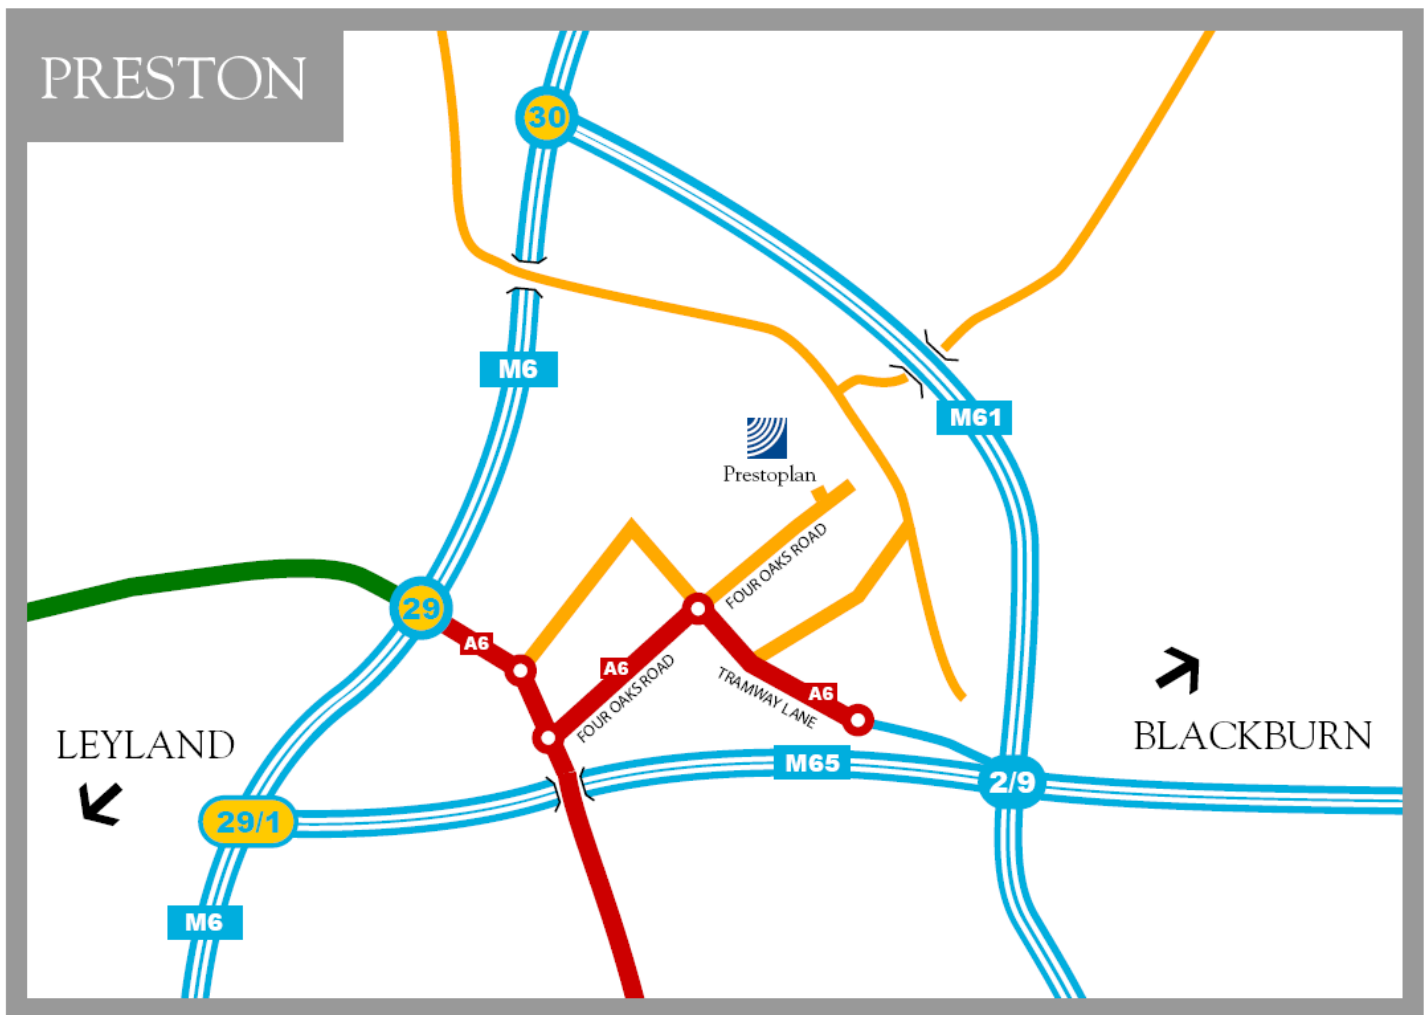 PRESTON
30
M6
M61
Prestoplan
FOUR OAKS ROAD
29
A6
A6
FOUR OAKS ROAD
TRAMWAY LANE
A6
LEYLAND
BLACKBURN
M65
2/9
29/1
M6